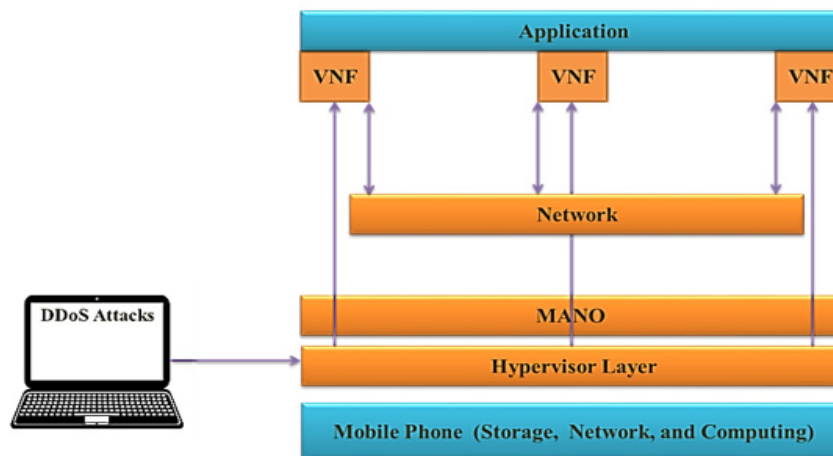 Application
VNF VNF VNF
Network
DDoS Attacks
MANO
Hypervisor Layer
Mobile Phone (Storage, Network, and Computing)